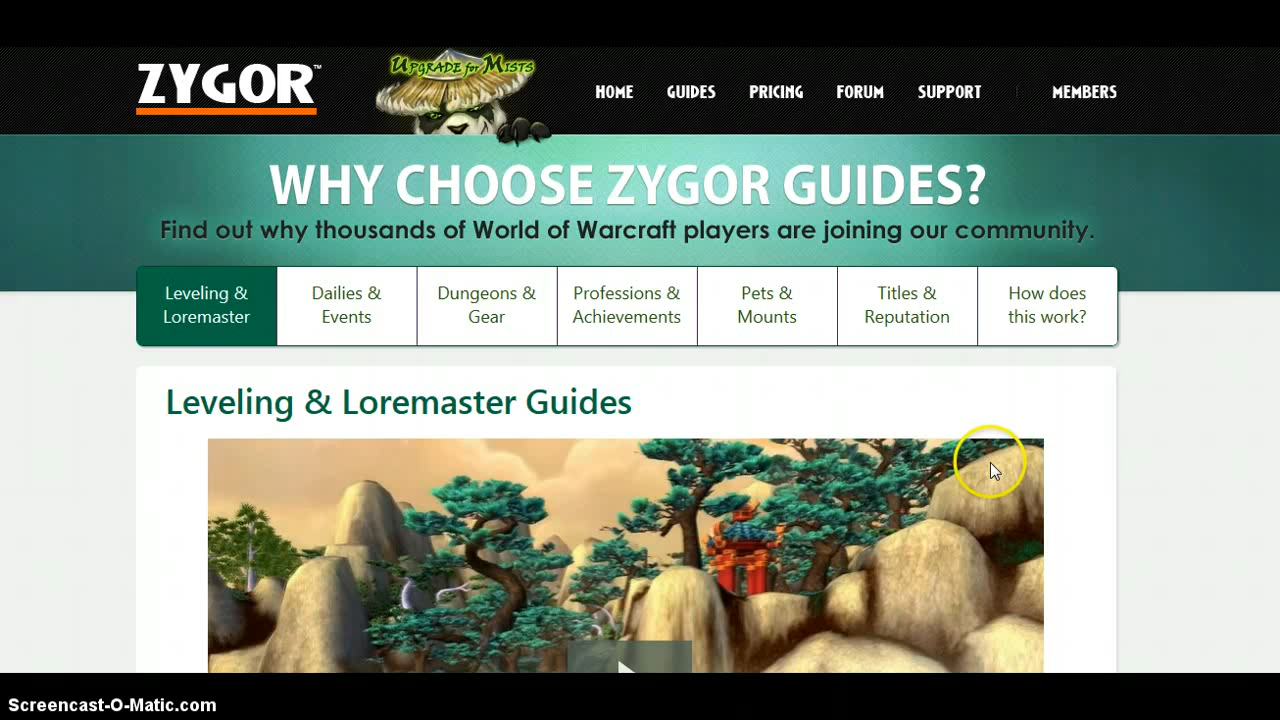 ZYGOR™
UPGRADE for MISTS
HOME
GUIDES
PRICING
FORUM
SUPPORT
MEMBERS
WHY CHOOSE ZYGOR GUIDES?
Find out why thousands of World of Warcraft players are joining our community.
Leveling &
Loremaster
Dailies &
Events
Dungeons &
Gear
Professions &
Achievements
Pets &
Mounts
Titles &
Reputation
How does
this work?
Leveling & Loremaster Guides
Screencast-O-Matic.com